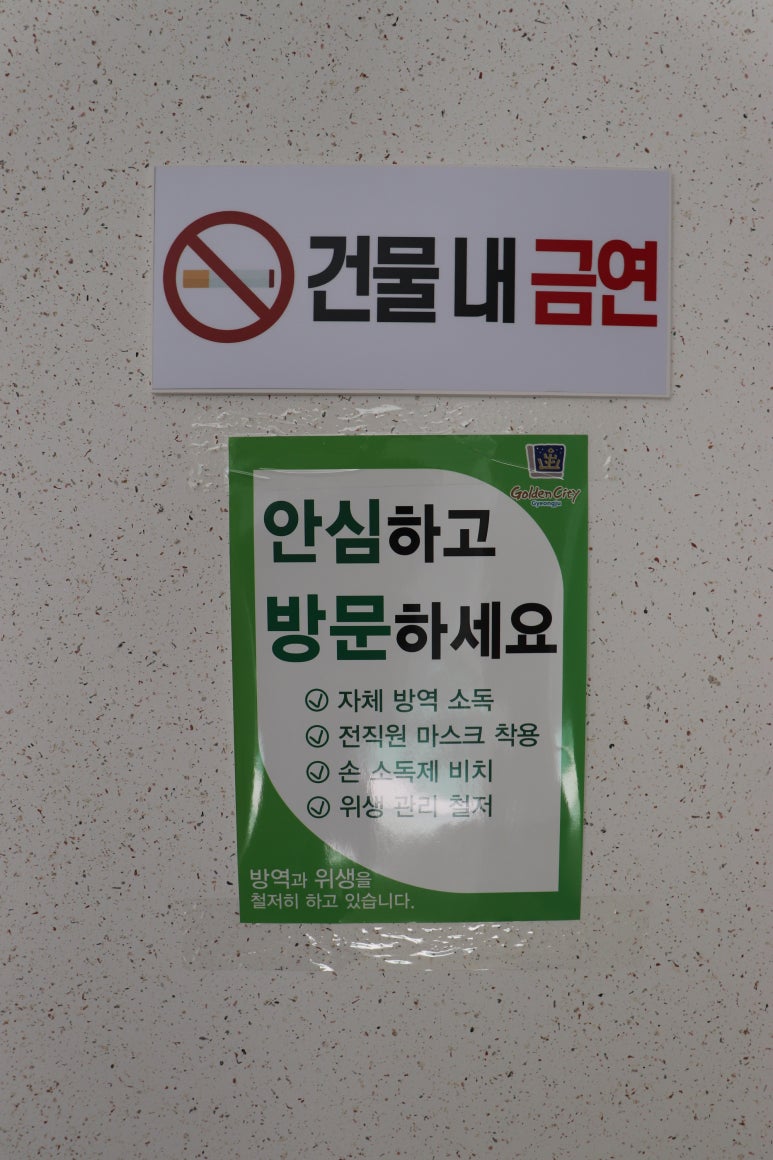 건물 내 금연
Golden City
Gyeongju
안심하고
방문하세요
자체 방역 소독
전직원 마스크 착용
손 소독제 비치
위생 관리 철저
방역과 위생을
철저히 하고 있습니다.